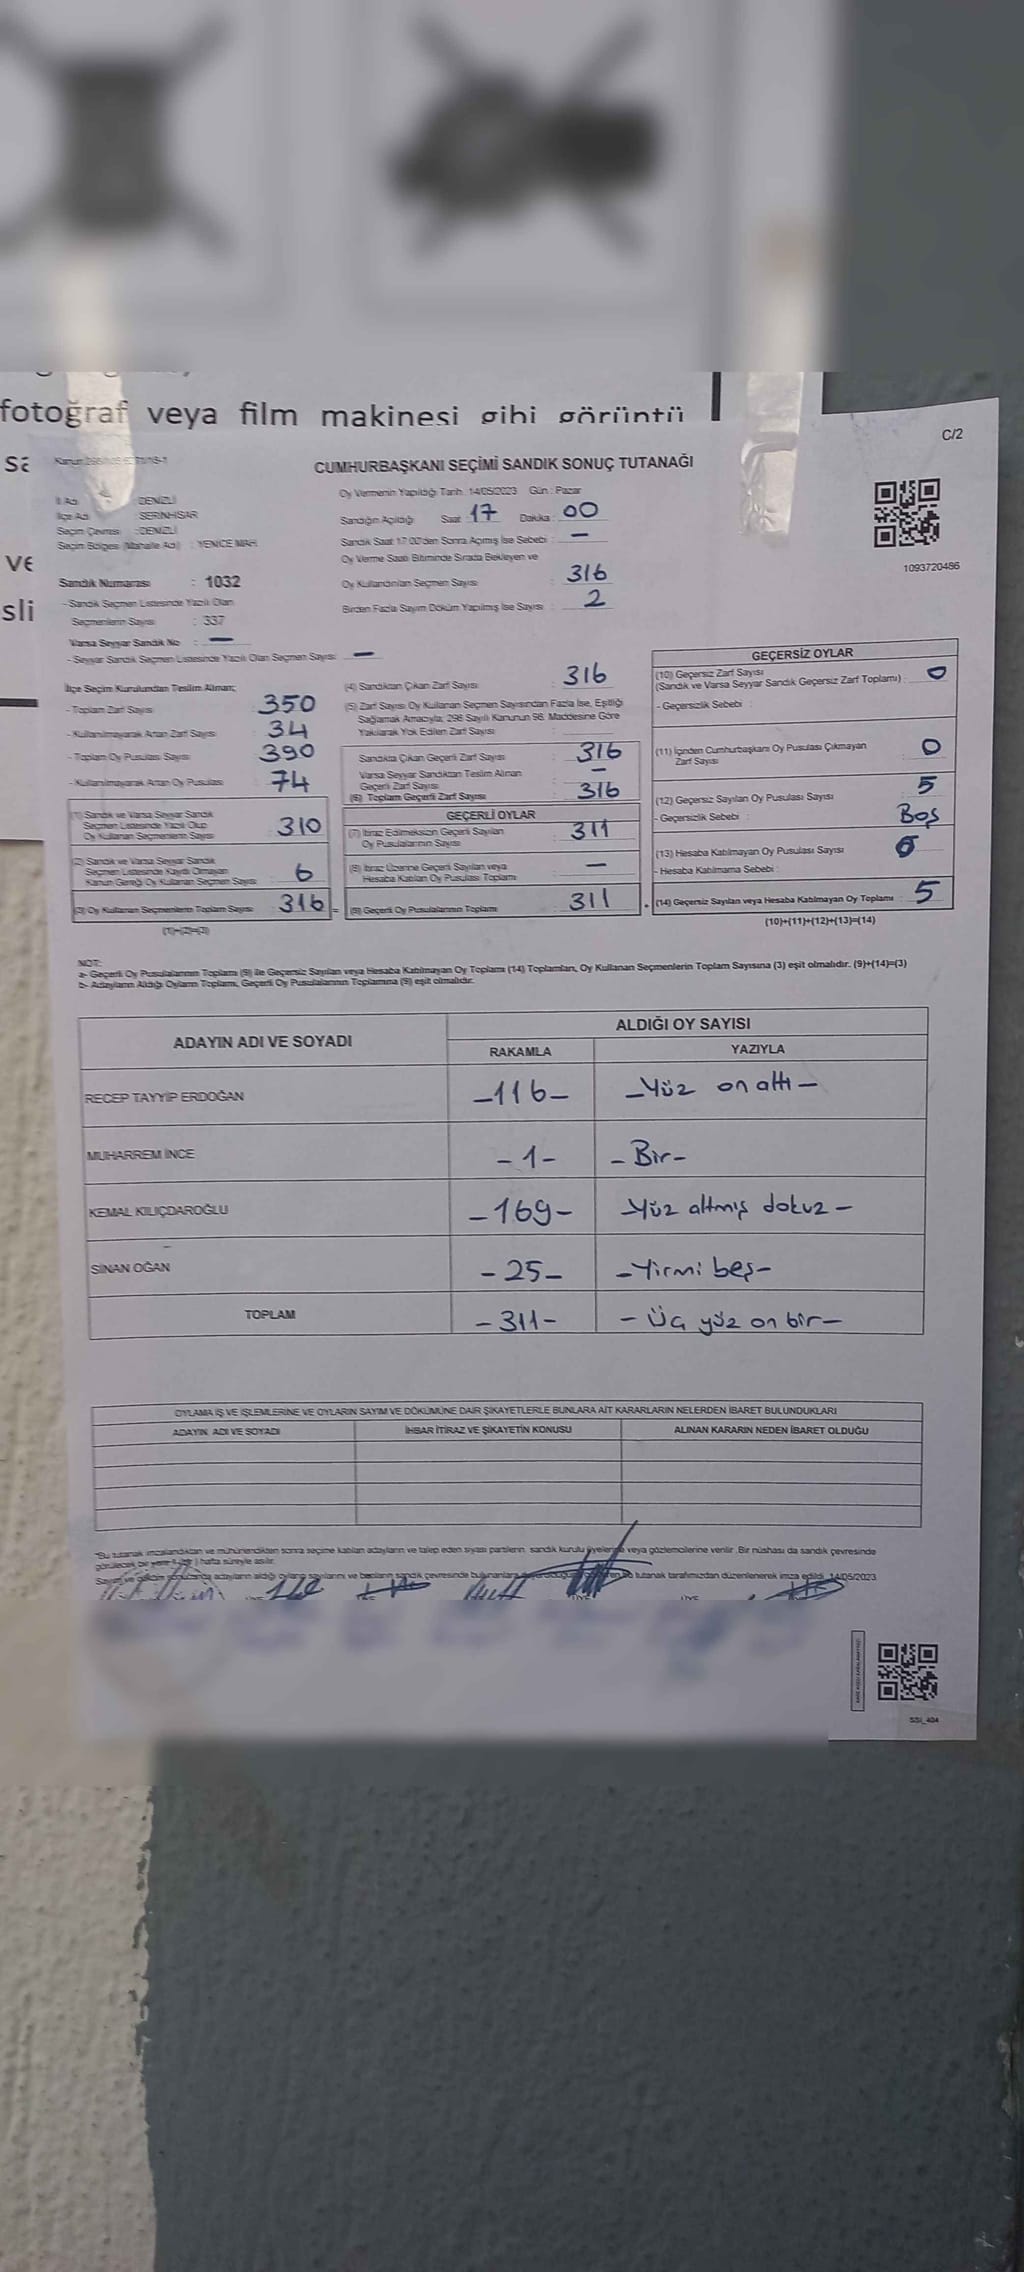 fotoğraf veya film makinesi gibi görüntü
sa
ve
sli
C/2
CUMHURBAŞKANI SEÇİMİ SANDIK SONUÇ TUTANAĞI
İl Adı : DENİZLİ
İlçe Adı : SERİNHİSAR
Seçim Çevresi : DENİZLİ
Seçim Bölgesi (Mahalle Adı) : YENİCE MAH.
Sandık Numarası : 1032
- Sandık Seçmen Listesinde Yazılı Olan
Seçmenlerin Sayısı : 337
Varsa Seyyar Sandık No : —
- Seyyar Sandık Seçmen Listesinde Yazılı Olan Seçmen Sayısı : —
Oy Vermenin Yapıldığı Tarih : 14/05/2023 Gün : Pazar
Sandığın Açıldığı Saat : 17 Dakika : 00
Sandık Saat 17:00'den Sonra Açılmış İse Sebebi : —
Oy Verme Saati Bitiminde Sırada Bekleyen ve
Oy Kullandırılan Seçmen Sayısı : 316
Birden Fazla Sayım Döküm Yapılmış İse Sayısı : 2
1093720486
İlçe Seçim Kurulundan Teslim Alınan;
- Toplam Zarf Sayısı : 350
- Kullanılmayarak Artan Zarf Sayısı : 34
- Toplam Oy Pusulası Sayısı : 390
- Kullanılmayarak Artan Oy Pusulası : 74
(1) Sandık ve Varsa Seyyar Sandık
Seçmen Listesinde Yazılı Olup
Oy Kullanan Seçmenlerin Sayısı : 310
(2) Sandık ve Varsa Seyyar Sandık
Seçmen Listesinde Kaydı Olmayan
Kanun Gereği Oy Kullanan Seçmen Sayısı : 6
(3) Oy Kullanan Seçmenlerin Toplam Sayısı : 316
(1)+(2)=(3)
(4) Sandıktan Çıkan Zarf Sayısı : 316
(5) Zarf Sayısı Oy Kullanan Seçmen Sayısından Fazla İse, Eşitliği
Sağlamak Amacıyla; 298 Sayılı Kanunun 98. Maddesine Göre
Yakılarak Yok Edilen Zarf Sayısı :
Sandıkta Çıkan Geçerli Zarf Sayısı : 316
Varsa Seyyar Sandıktan Teslim Alınan
Geçerli Zarf Sayısı : —
(6) Toplam Geçerli Zarf Sayısı : 316
GEÇERLİ OYLAR
(7) İtiraz Edilmeksizin Geçerli Sayılan
Oy Pusulalarının Sayısı : 311
(8) İtiraz Üzerine Geçerli Sayılan veya
Hesaba Katılan Oy Pusulası Toplamı : —
(9) Geçerli Oy Pusulalarının Toplamı : 311
GEÇERSİZ OYLAR
(10) Geçersiz Zarf Sayısı
(Sandık ve Varsa Seyyar Sandık Geçersiz Zarf Toplamı) : 0
- Geçersizlik Sebebi :
(11) İçinden Cumhurbaşkanı Oy Pusulası Çıkmayan
Zarf Sayısı : 0
(12) Geçersiz Sayılan Oy Pusulası Sayısı : 5
- Geçersizlik Sebebi : Boş
(13) Hesaba Katılmayan Oy Pusulası Sayısı : 0
- Hesaba Katılmama Sebebi :
(14) Geçersiz Sayılan veya Hesaba Katılmayan Oy Toplamı : 5
(10)+(11)+(12)+(13)=(14)
NOT:
a- Geçerli Oy Pusulalarının Toplamı (9) ile Geçersiz Sayılan veya Hesaba Katılmayan Oy Toplamı (14) Toplamları, Oy Kullanan Seçmenlerin Toplam Sayısına (3) eşit olmalıdır. (9)+(14)=(3)
b- Adayların Aldığı Oyların Toplamı, Geçerli Oy Pusulalarının Toplamına (9) eşit olmalıdır.
ADAYIN ADI VE SOYADI ALDIĞI OY SAYISI
RAKAMLA YAZIYLA
RECEP TAYYİP ERDOĞAN -116- -Yüz on altı-
MUHARREM İNCE -1- -Bir-
KEMAL KILIÇDAROĞLU -169- -Yüz altmış dokuz-
SİNAN OĞAN -25- -Yirmi beş-
TOPLAM -311- -Üç yüz on bir-
OYLAMA İŞ VE İŞLEMLERİNE VE OYLARIN SAYIM VE DÖKÜMÜNE DAİR ŞİKAYETLERLE BUNLARA AİT KARARLARIN NELERDEN İBARET BULUNDUKLARI
ADAYIN ADI VE SOYADI İHBAR İTİRAZ VE ŞİKAYETİN KONUSU ALINAN KARARIN NEDEN İBARET OLDUĞU
"Bu tutanak imzalandıktan ve mühürlendikten sonra seçime katılan adayların ve talep eden siyasi partilerin, sandık kurulu üyelerine veya gözlemcilerine verilir. Bir nüshası da sandık çevresinde
görülecek bir yere hafta süreyle asılır.
adayların aldığı sandık çevresinde bulunanlara tutanak tarafımızdan düzenlenerek imza edildi. 14/05/2023
ÜYE ÜYE ÜYE
SSI_404